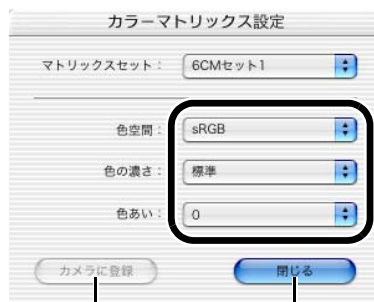 カラーマトリックス設定
マトリックスセット： 6CMセット1
色空間： sRGB
色の濃さ： 標準
色あい： 0
カメラに登録 閉じる